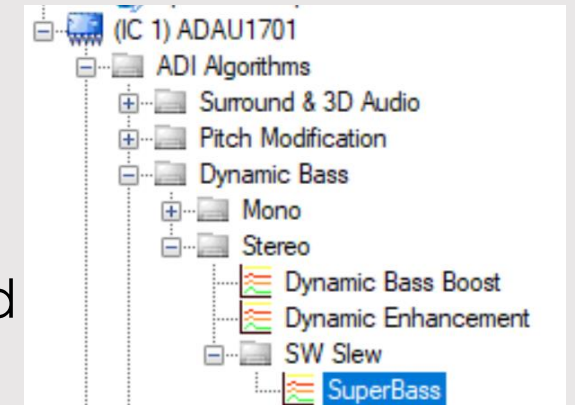 (IC 1) ADAU1701
ADI Algorithms
Surround & 3D Audio
Pitch Modification
Dynamic Bass
Mono
Stereo
Dynamic Bass Boost
d
Dynamic Enhancement
SW Slew
SuperBass